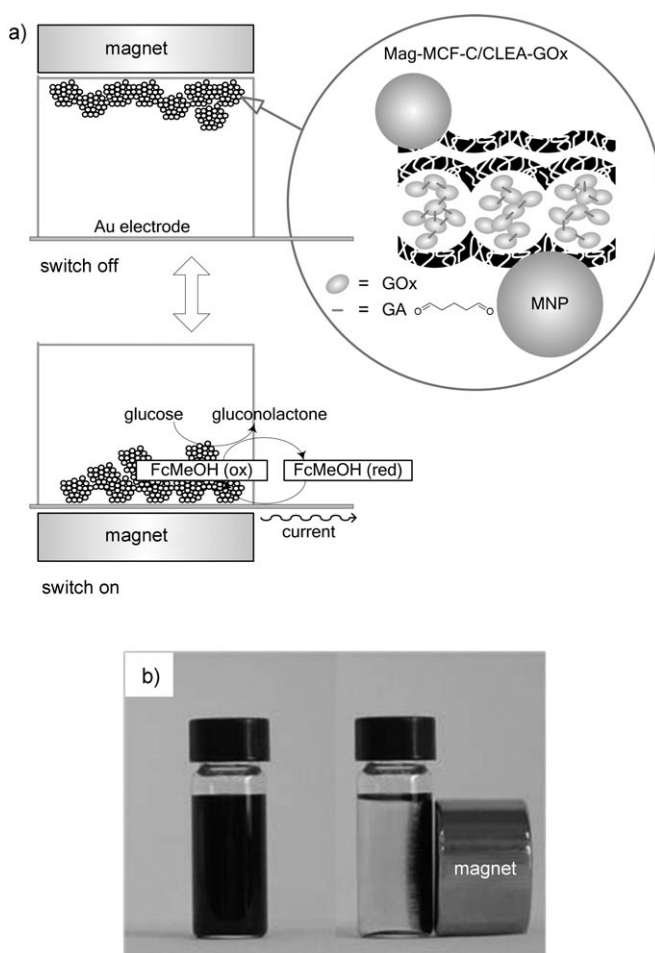 a)
magnet
Mag-MCF-C/CLEA-GOx
Au electrode
switch off
= GOx
= GA O O
MNP
glucose gluconolactone
FcMeOH (ox) FcMeOH (red)
magnet
current
switch on
b)
magnet